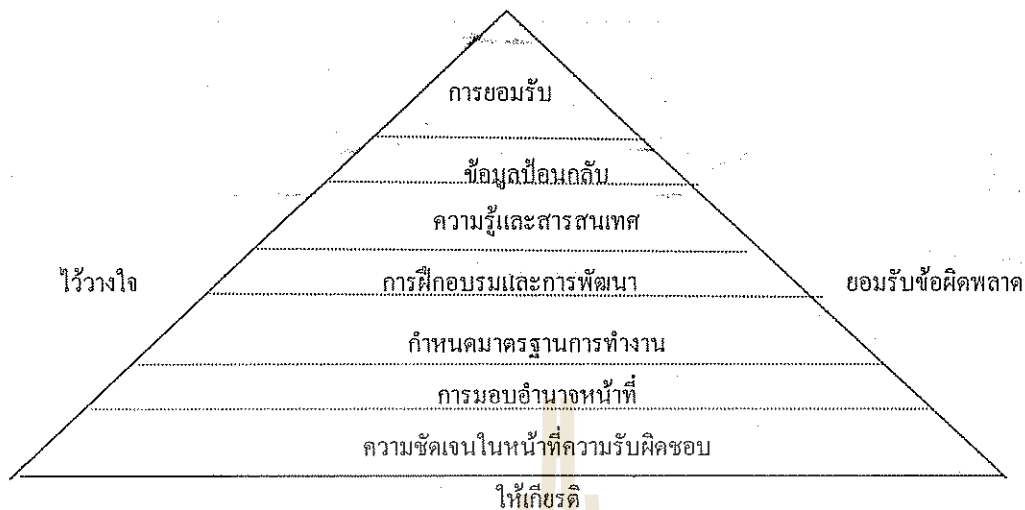 การยอมรับ
ข้อมูลป้อนกลับ
ความรู้และสารสนเทศ
ไว้วางใจ
การฝึกอบรมและการพัฒนา
ยอมรับข้อผิดพลาด
กำหนดมาตรฐานการทำงาน
การมอบอำนาจหน้าที่
ความชัดเจนในหน้าที่ความรับผิดชอบ
ให้เกียรติ